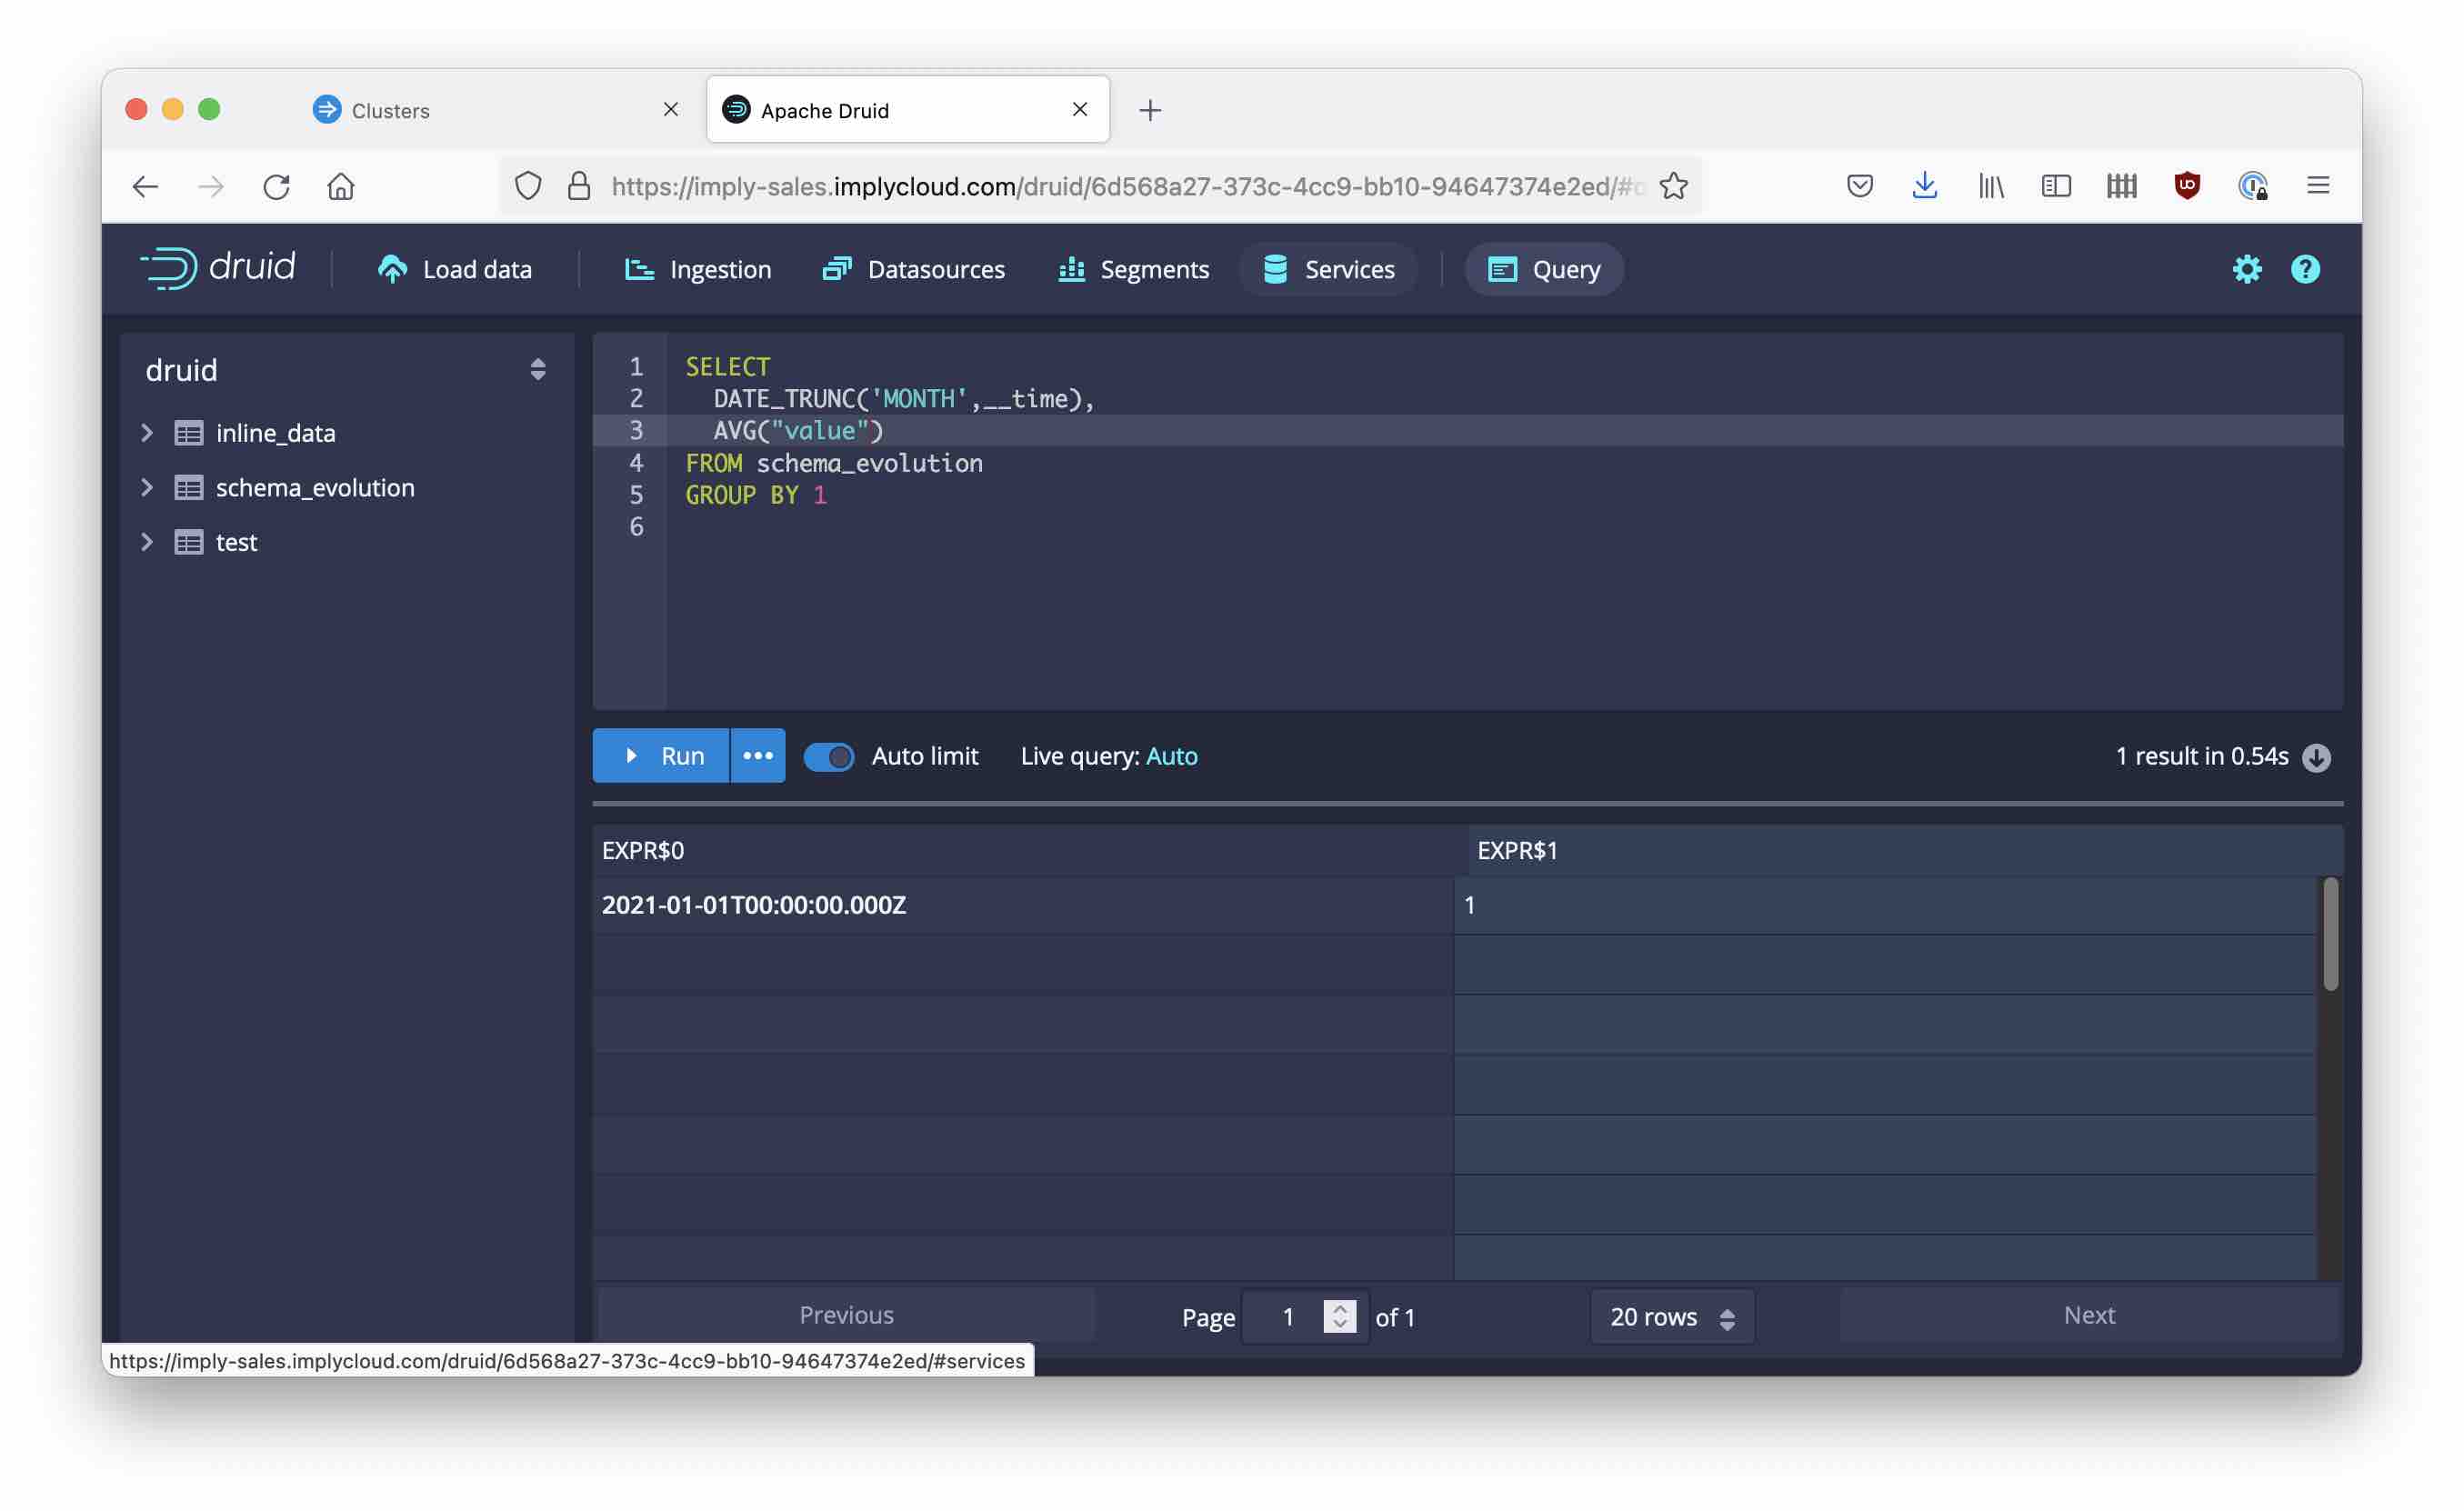 Clusters
Apache Druid
https://imply-sales.implycloud.com/druid/6d568a27-373c-4cc9-bb10-94647374e2ed/#
druid
Load data
Ingestion
Datasources
Segments
Services
Query
druid
inline_data
schema_evolution
test
1 SELECT
2 DATE_TRUNC('MONTH',__time),
3 AVG("value")
4 FROM schema_evolution
5 GROUP BY 1
6
Run
Auto limit
Live query: Auto
1 result in 0.54s
EXPR$0 EXPR$1
2021-01-01T00:00:00.000Z 1
Previous
Page 1 of 1
20 rows
Next
https://imply-sales.implycloud.com/druid/6d568a27-373c-4cc9-bb10-94647374e2ed/#services